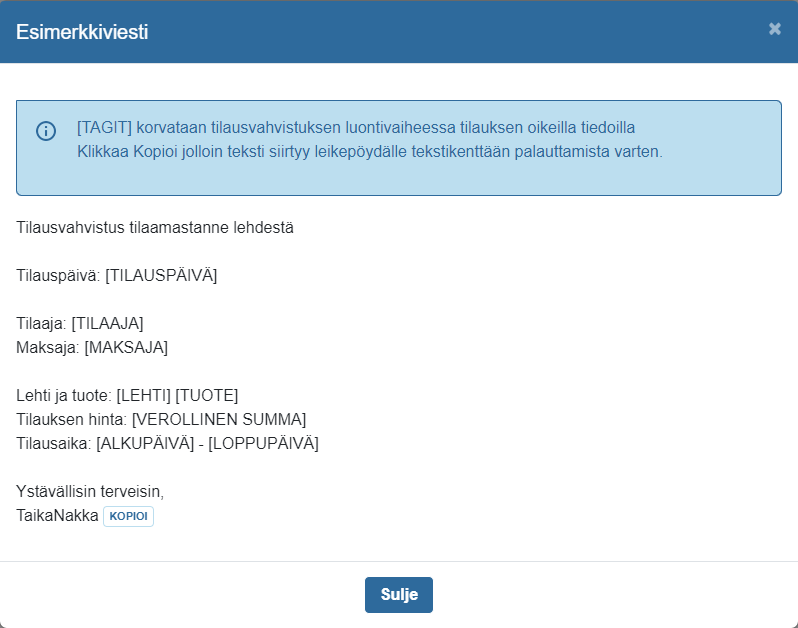 Esimerkkiviesti
×
[TAGIT] korvataan tilausvahvistuksen luontivaiheessa tilauksen oikeilla tiedoilla
Klikkaa Kopioi jolloin teksti siirtyy leikepöydälle tekstikenttään palauttamista varten.
Tilausvahvistus tilaamastanne lehdestä
Tilauspäivä: [TILAUSPÄIVÄ]
Tilaaja: [TILAAJA]
Maksaja: [MAKSAJA]
Lehti ja tuote: [LEHTI] [TUOTE]
Tilauksen hinta: [VEROLLINEN SUMMA]
Tilausaika: [ALKUPÄIVÄ] - [LOPPUPÄIVÄ]
Ystävällisin terveisin,
TaikaNakka KOPIOI
Sulje